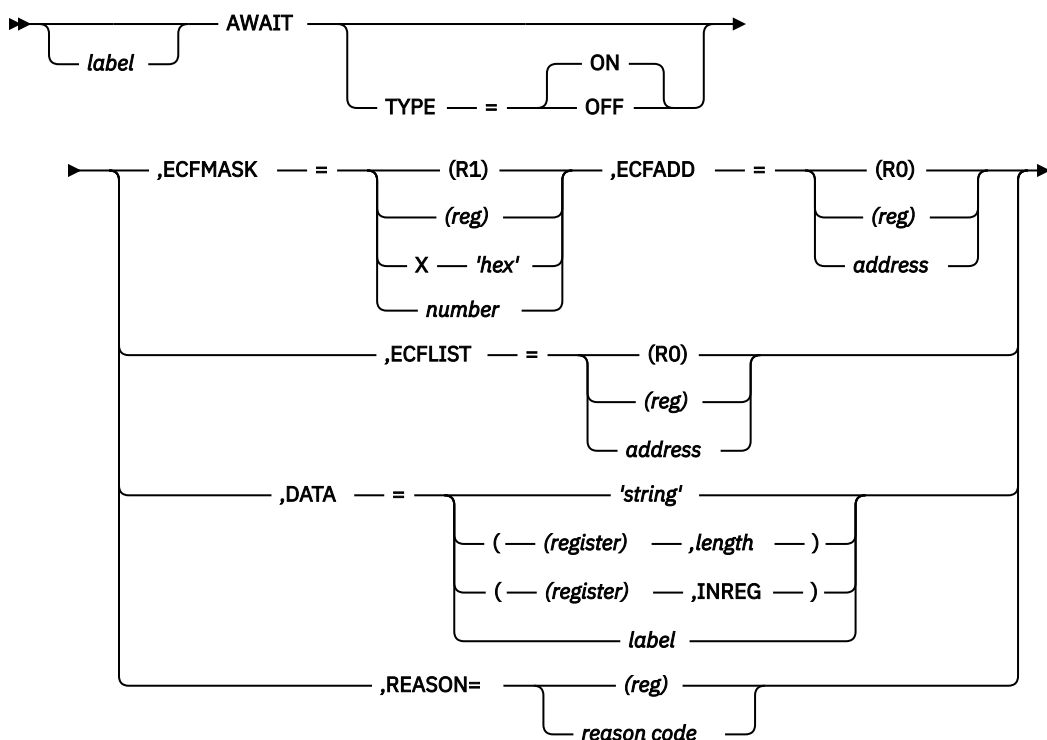 AWAIT
label
ON
TYPE = OFF
,ECFMASK = (R1) ,ECFADD = (R0)
(reg) (reg)
X 'hex' address
number
,ECFLIST = (R0)
(reg)
address
,DATA = 'string'
( (register) ,length )
( (register) ,INREG )
label
,REASON= (reg)
reason code